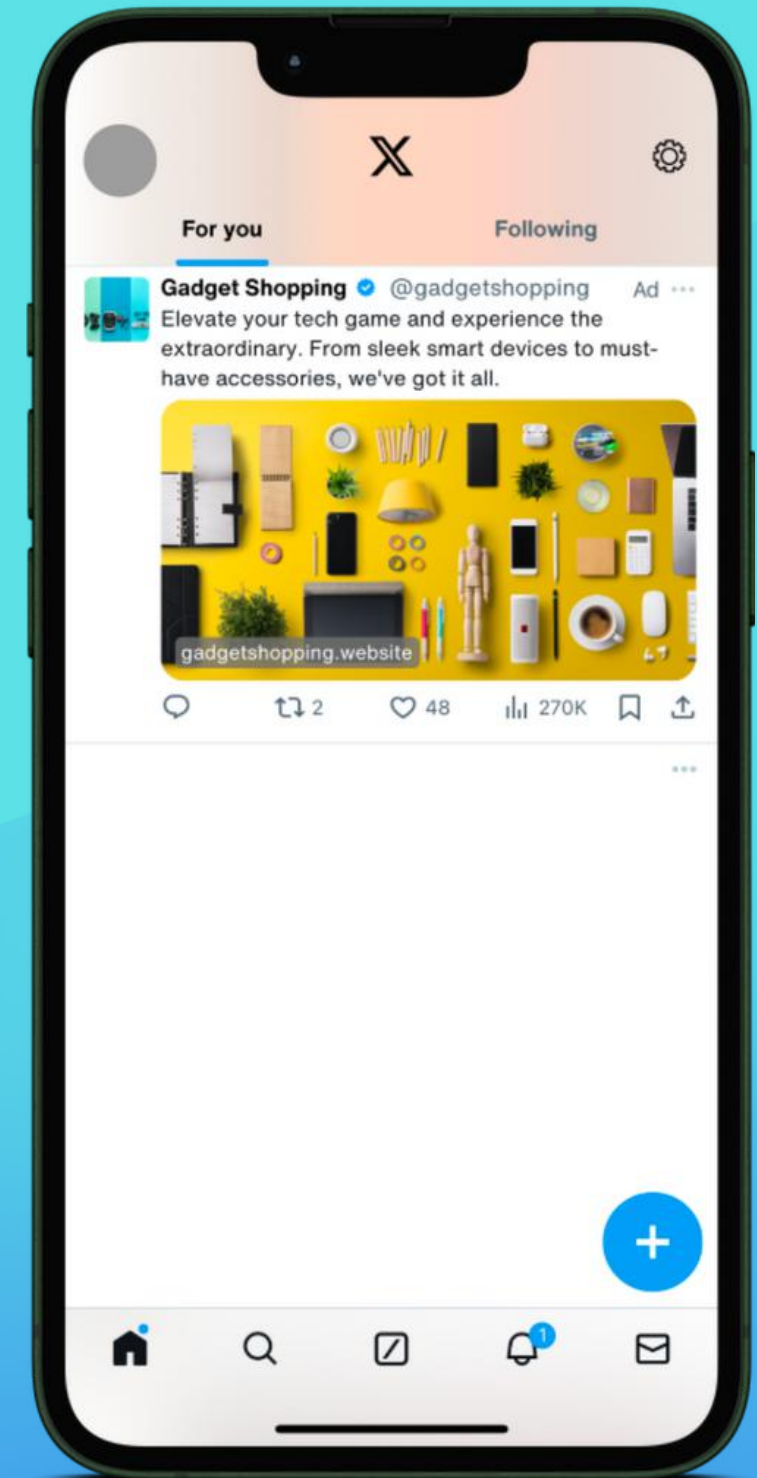 X
For you Following
Gadget Shopping @gadgetshopping Ad
Elevate your tech game and experience the
extraordinary. From sleek smart devices to must-
have accessories, we've got it all.
gadgetshopping.website
2 48 270K
1